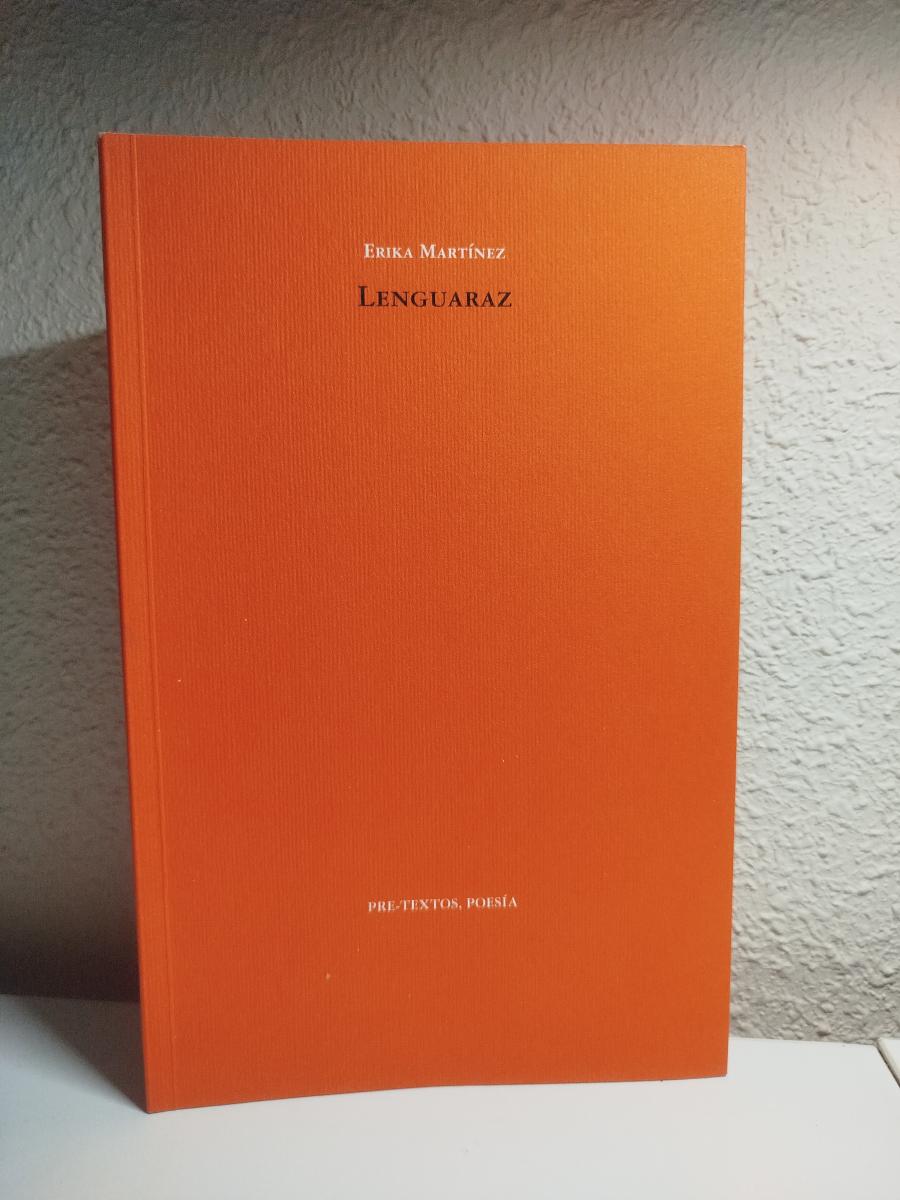 Erika Martínez
Lenguaraz
PRE-TEXTOS, POESÍA